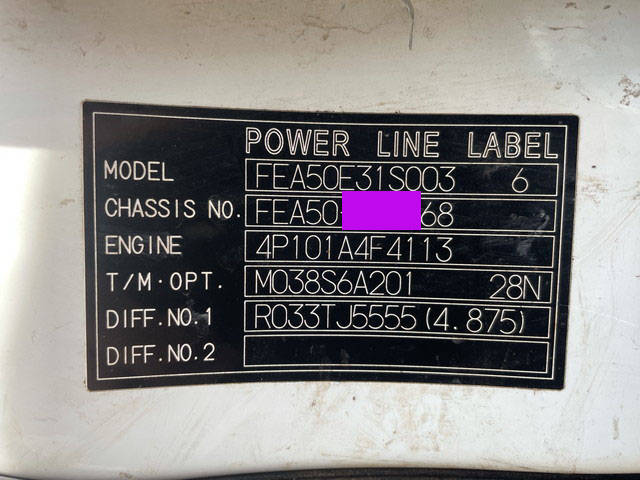 POWER LINE LABEL
MODEL FEA50E31S003 6
CHASSIS NO. FEA50 68
ENGINE 4P101A4F4113
T/M·OPT. M038S6A201 28N
DIFF.NO.1 R033TJ5555(4.875)
DIFF.NO.2